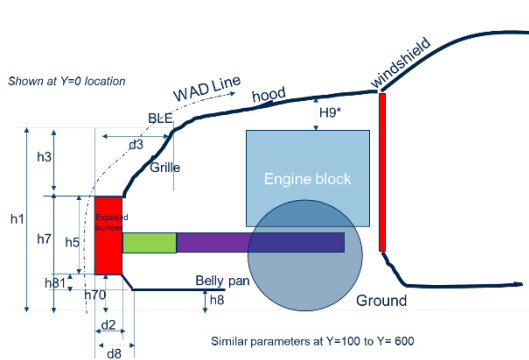 windshield
WAD Line
Shown at Y=0 location
hood
H9*
BLE
d3
Grille
h3
Engine block
h1
h7
Exposed
bumper
h5
Belly pan
h81
h70
h8
Ground
d2
d8
Similar parameters at Y=100 to Y= 600